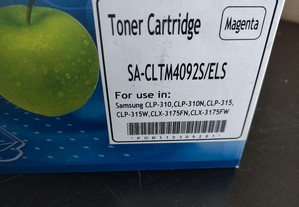 Toner Cartridge
Magenta
SA-CLTM4092S/ELS
For use in:
Samsung CLP-310,CLP-310N,CLP-315,
CLP-315W,CLX-3175FN,CLX-3175FW